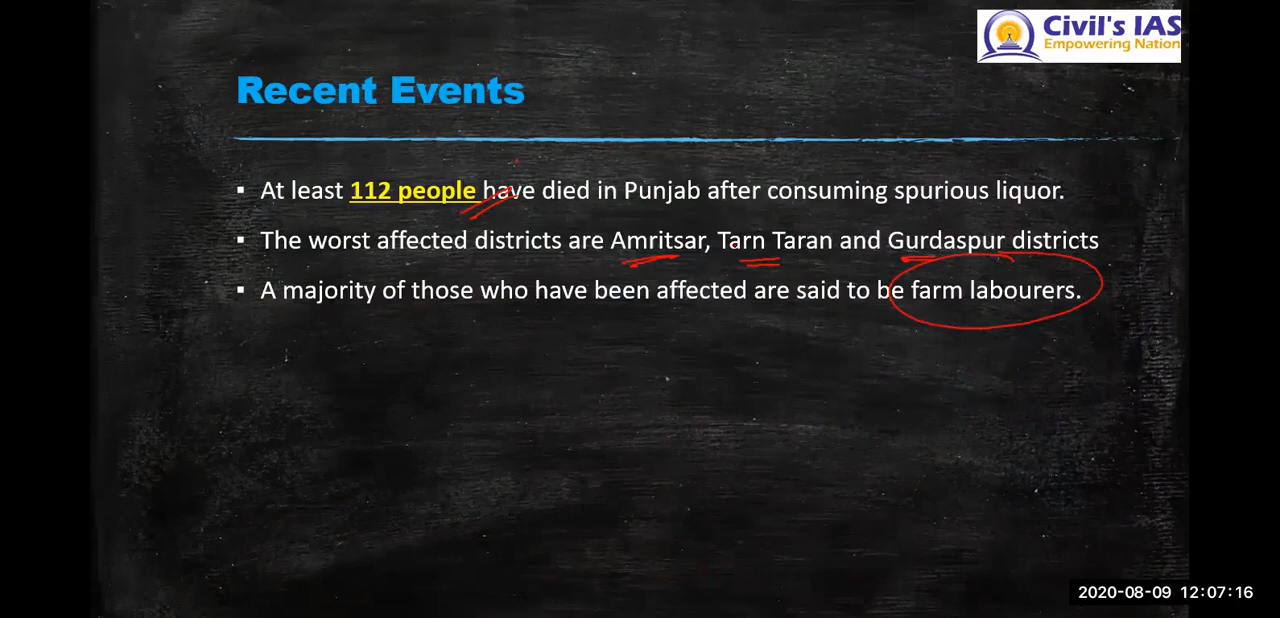 Civil's IAS
Empowering Nation
Recent Events
▪ At least 112 people have died in Punjab after consuming spurious liquor.
▪ The worst affected districts are Amritsar, Tarn Taran and Gurdaspur districts
▪ A majority of those who have been affected are said to be farm labourers.
2020-08-09 12:07:16